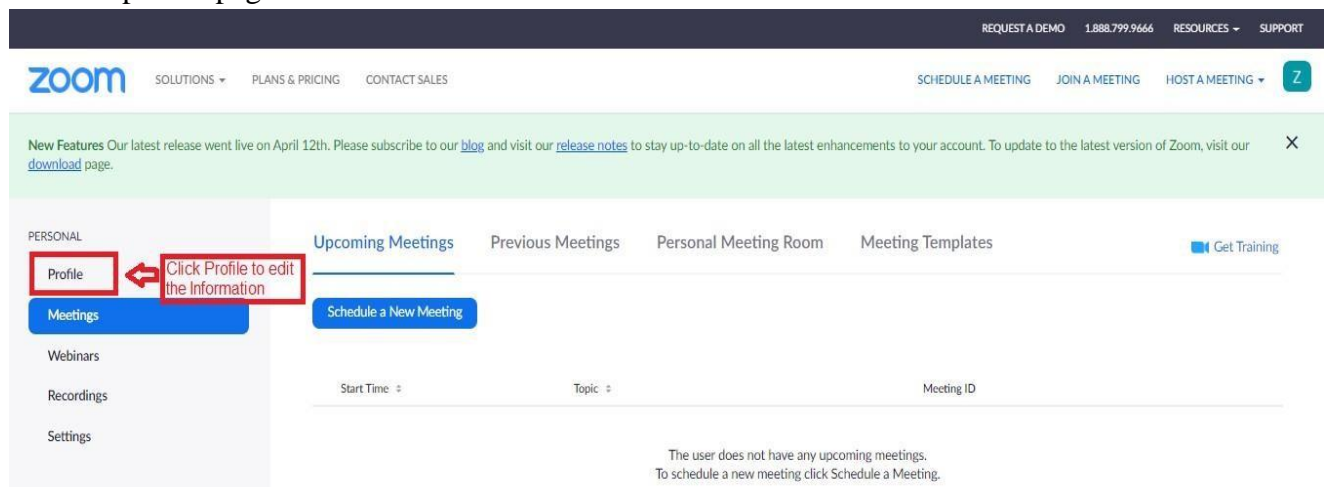 REQUEST A DEMO 1.888.799.9666 RESOURCES SUPPORT
zoom SOLUTIONS PLANS & PRICING CONTACT SALES SCHEDULE A MEETING JOIN A MEETING HOST A MEETING Z
New Features Our latest release went live on April 12th. Please subscribe to our blog and visit our release notes to stay up-to-date on all the latest enhancements to your account. To update to the latest version of Zoom, visit our
download page.
PERSONAL
Upcoming Meetings Previous Meetings Personal Meeting Room Meeting Templates Get Training
Profile
Click Profile to edit
the Information
Meetings
Schedule a New Meeting
Webinars
Recordings
Start Time Topic Meeting ID
Settings
The user does not have any upcoming meetings.
To schedule a new meeting click Schedule a Meeting.